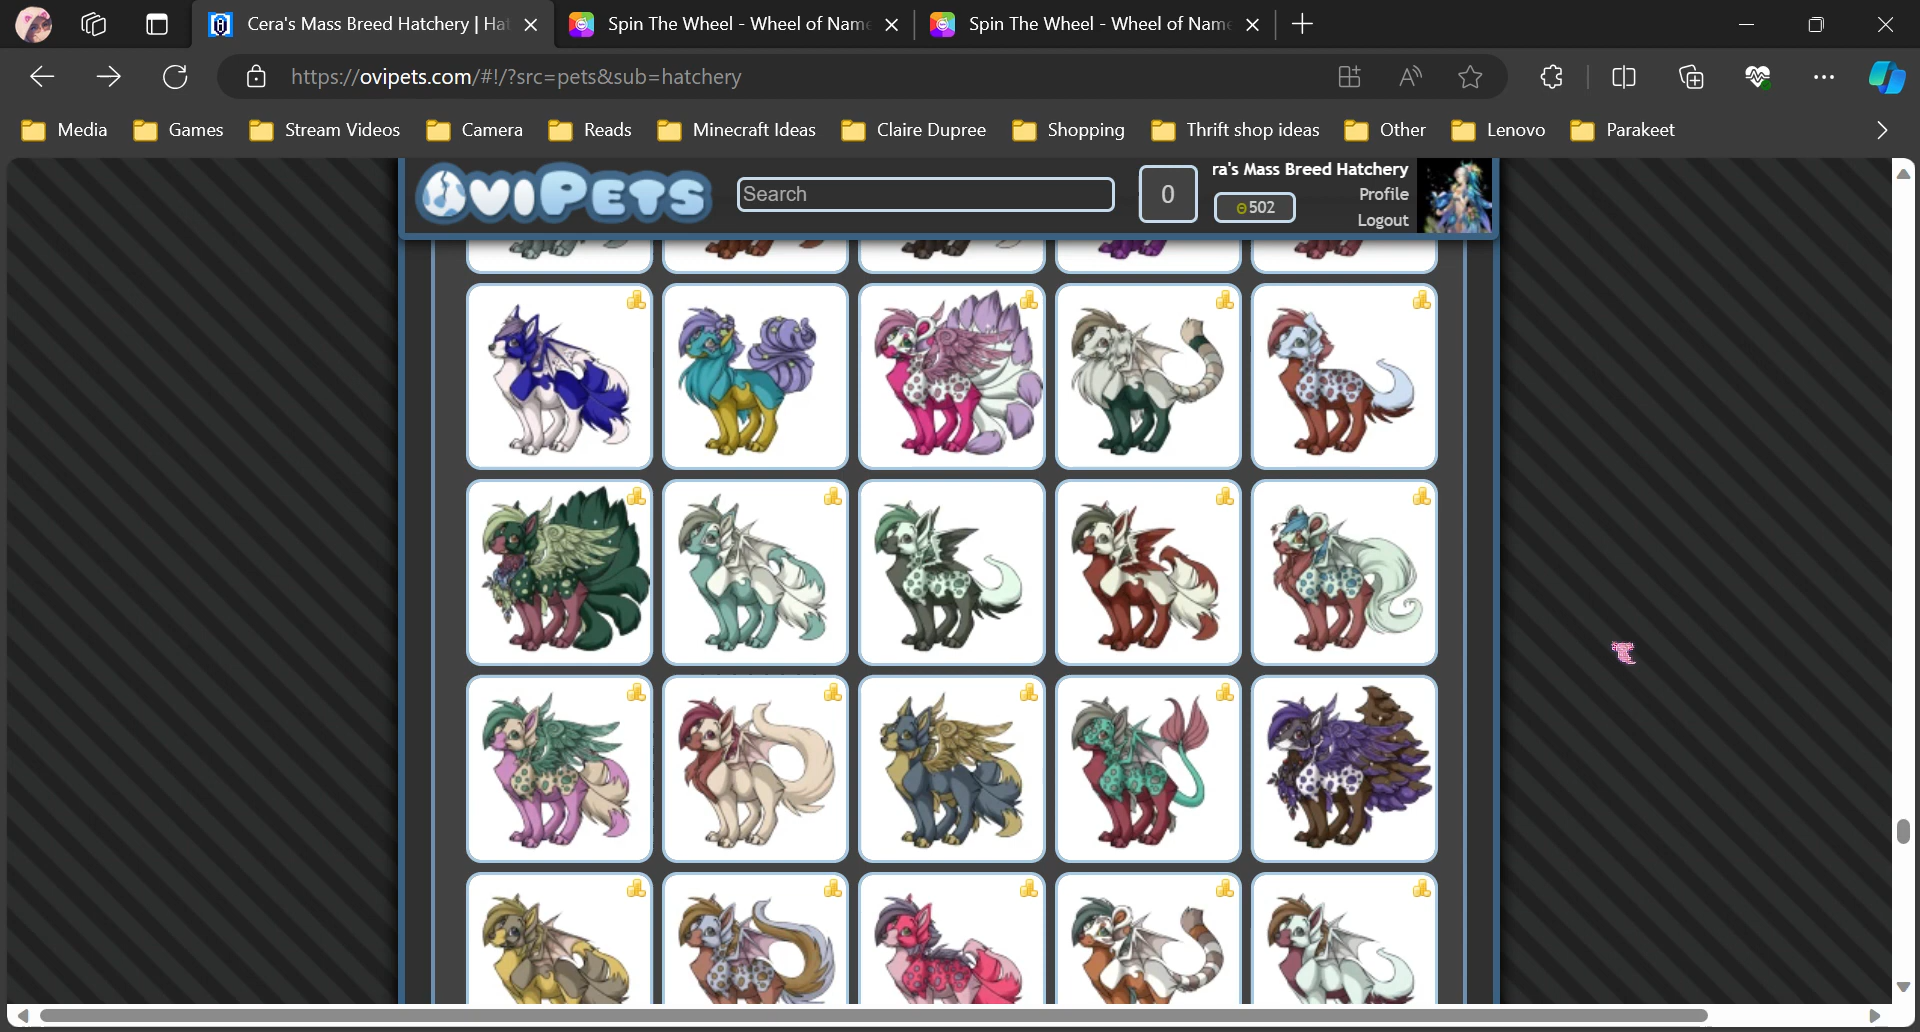 Cera's Mass Breed Hatchery | Hat
Spin The Wheel - Wheel of Name
Spin The Wheel - Wheel of Name
https://ovipets.com/#!/?src=pets&sub=hatchery
Media
Games
Stream Videos
Camera
Reads
Minecraft Ideas
Claire Dupree
Shopping
Thrift shop ideas
Other
Lenovo
Parakeet
OviPets
Search
0
ra's Mass Breed Hatchery
502
Profile
Logout